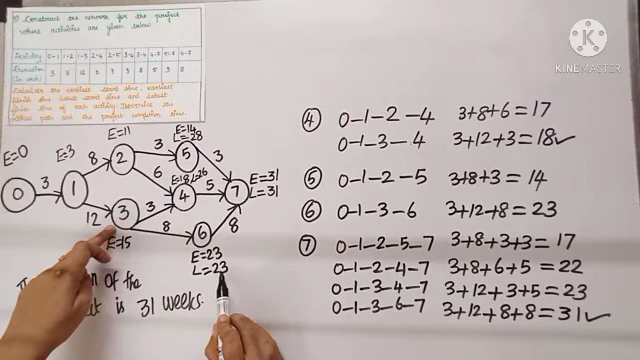 Construct the network for the project
whose activities are given below
Activity 0-1 1-2 1-3 2-4 2-5 3-4 3-6 4-7 5-7 6-7
Duration 3 8 12 6 3 3 8 5 3 8
(in week)
Calculate the earliest start time, earliest
finish time, latest start time and latest
finish time of each activity. Determine the
critical path and the project completion time.
KINEMASTER
④ 0-1-2-4 3+8+6=17
0-1-3-4 3+12+3=18✓
⑤ 0-1-2-5 3+8+3=14
⑥ 0-1-3-6 3+12+8=23
⑦ 0-1-2-5-7 3+8+3+3=17
0-1-2-4-7 3+8+6+5=22
0-1-3-4-7 3+12+3+5=23
0-1-3-6-7 3+12+8+8=31✓
E=0
E=3
E=11
E=14
L=28
E=18 L=26
E=31
L=31
E=15
E=23
L=23
0 3 1 8 2 3 5 3
6
12 3 3 4 5 7
8 6 8
of the
is 31 weeks.